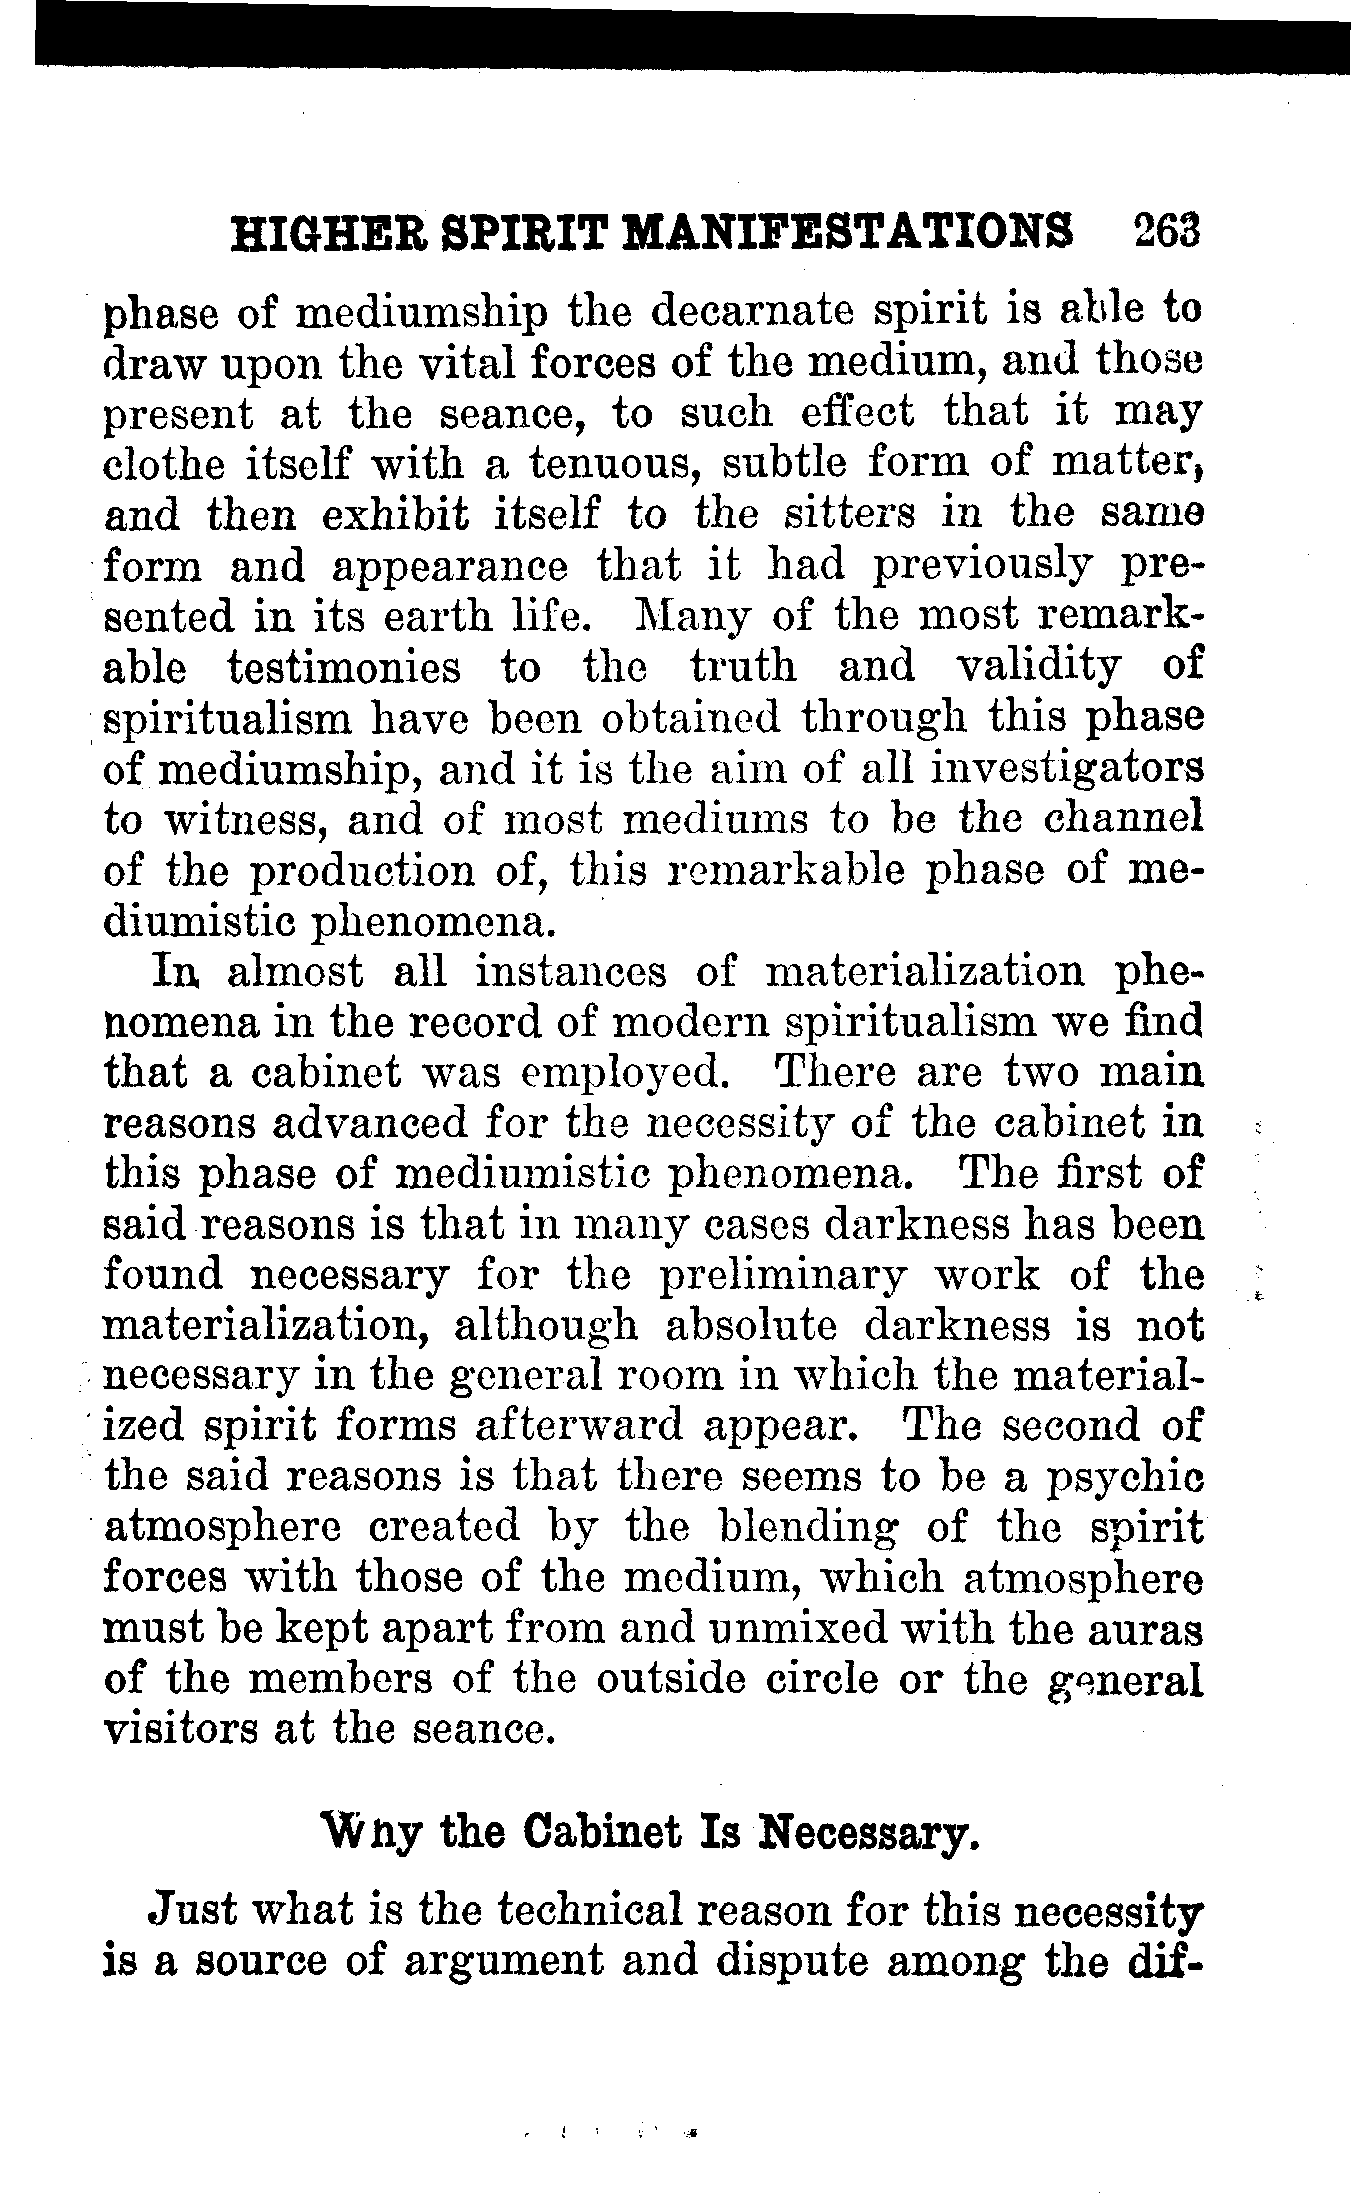 HIGHER SPIRIT MANIFESTATIONS 263
phase of mediumship the decarnate spirit is able to
draw upon the vital forces of the medium, and those
present at the seance, to such effect that it may
clothe itself with a tenuous, subtle form of matter,
and then exhibit itself to the sitters in the same
form and appearance that it had previously pre-
sented in its earth life. Many of the most remark-
able testimonies to the truth and validity of
spiritualism have been obtained through this phase
of mediumship, and it is the aim of all investigators
to witness, and of most mediums to be the channel
of the production of, this remarkable phase of me-
diumistic phenomena.
In almost all instances of materialization phe-
nomena in the record of modern spiritualism we find
that a cabinet was employed. There are two main
reasons advanced for the necessity of the cabinet in
this phase of mediumistic phenomena. The first of
said reasons is that in many cases darkness has been
found necessary for the preliminary work of the
materialization, although absolute darkness is not
necessary in the general room in which the material-
ized spirit forms afterward appear. The second of
the said reasons is that there seems to be a psychic
atmosphere created by the blending of the spirit
forces with those of the medium, which atmosphere
must be kept apart from and unmixed with the auras
of the members of the outside circle or the general
visitors at the seance.
Why the Cabinet Is Necessary.
Just what is the technical reason for this necessity
is a source of argument and dispute among the dif-